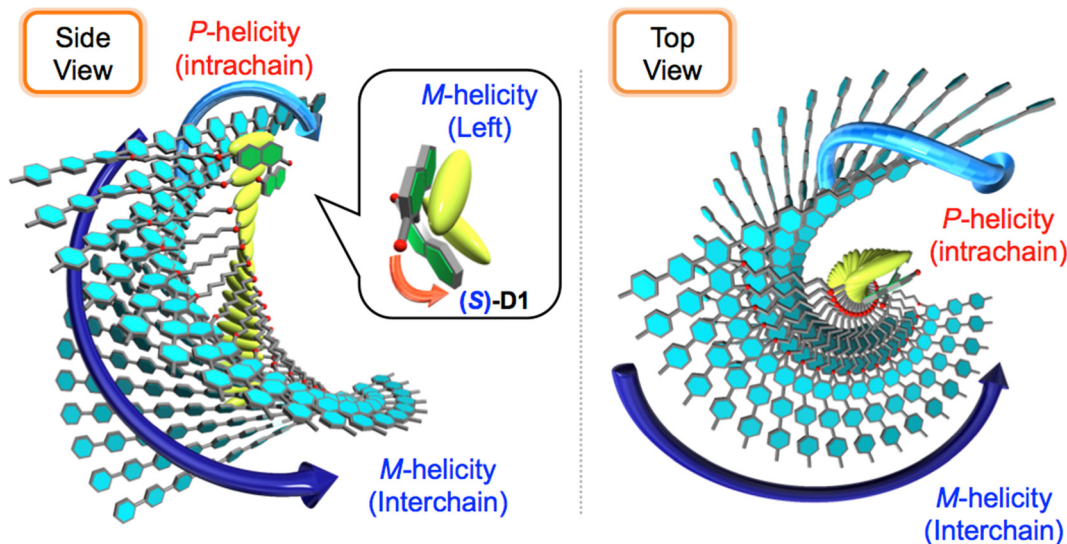 Side
View
P-helicity
(intrachain)
M-helicity
(Left)
(S)-D1
M-helicity
(Interchain)
Top
View
P-helicity
(intrachain)
M-helicity
(Interchain)